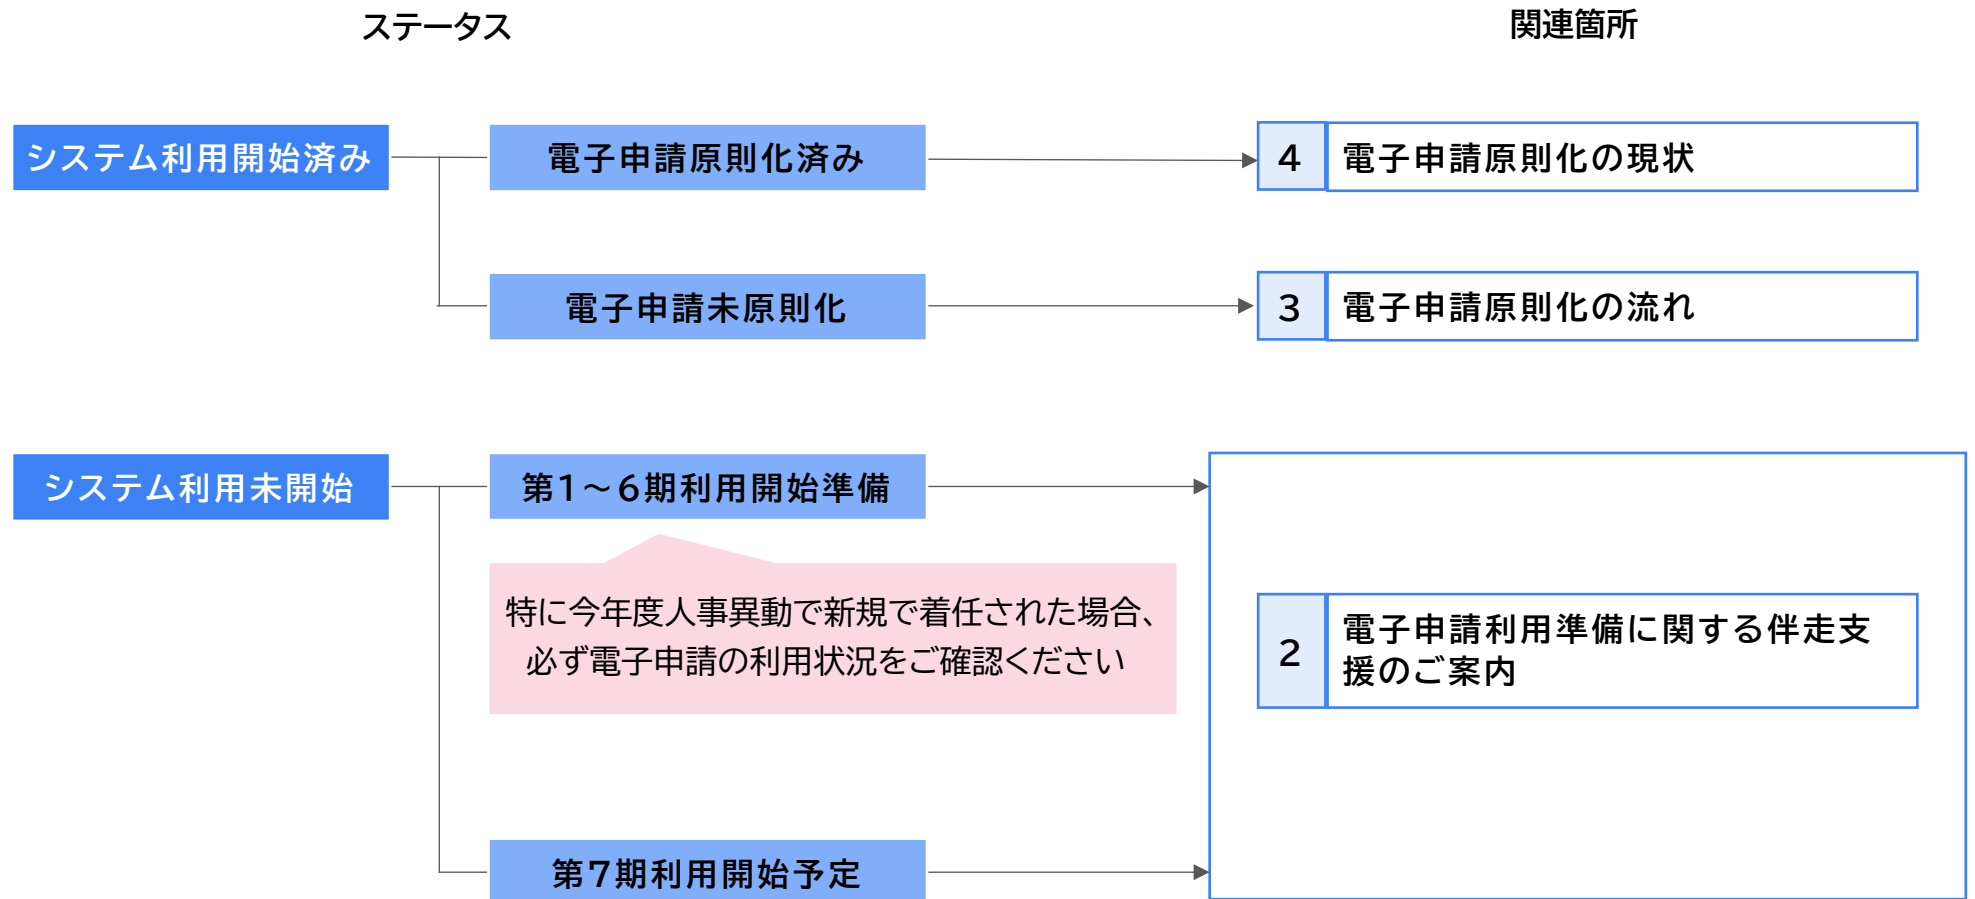 ステータス
関連箇所
システム利用開始済み
電子申請原則化済み
4
電子申請原則化の現状
電子申請未原則化
3
電子申請原則化の流れ
システム利用未開始
第1～6期利用開始準備
特に今年度人事異動で新規で着任された場合、
必ず電子申請の利用状況をご確認ください
2
電子申請利用準備に関する伴走支
援のご案内
第7期利用開始予定